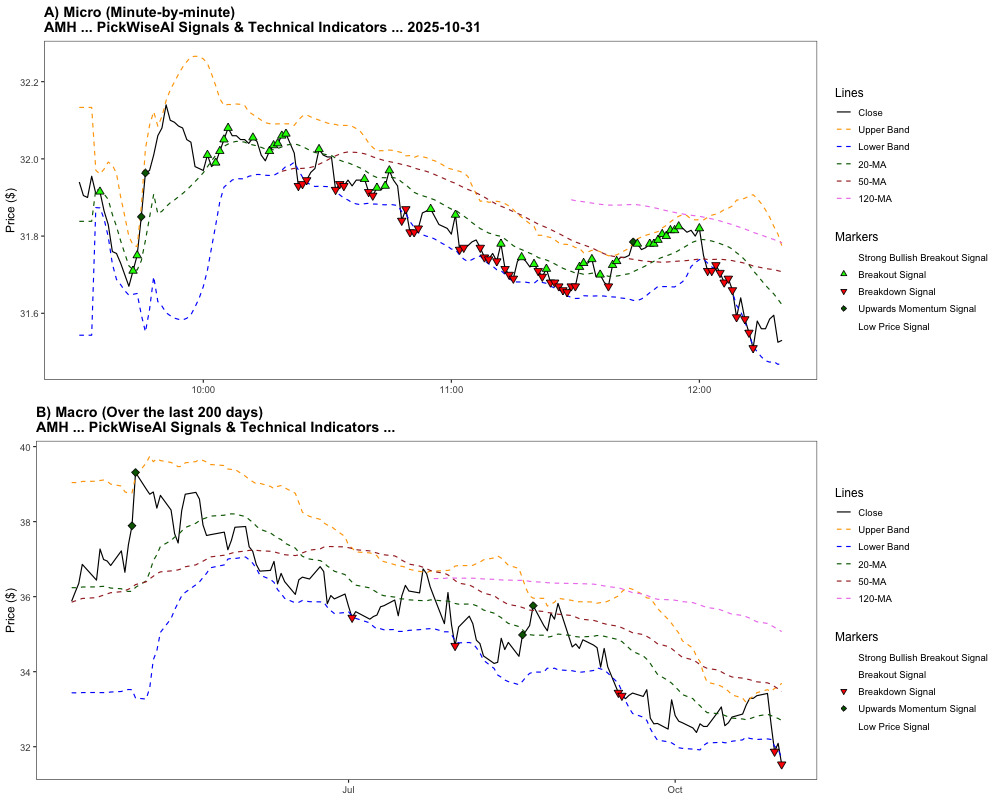 A) Micro (Minute-by-minute)
AMH ... PickWiseAI Signals & Technical Indicators ... 2025-10-31
Price ($)
32.2
32.0
31.8
31.6
10:00
11:00
12:00
Lines
Close
Upper Band
Lower Band
20-MA
50-MA
120-MA
Markers
Strong Bullish Breakout Signal
Breakout Signal
Breakdown Signal
Upwards Momentum Signal
Low Price Signal
B) Macro (Over the last 200 days)
AMH ... PickWiseAI Signals & Technical Indicators ...
Price ($)
40
38
36
34
32
Jul
Oct
Lines
Close
Upper Band
Lower Band
20-MA
50-MA
120-MA
Markers
Strong Bullish Breakout Signal
Breakout Signal
Breakdown Signal
Upwards Momentum Signal
Low Price Signal